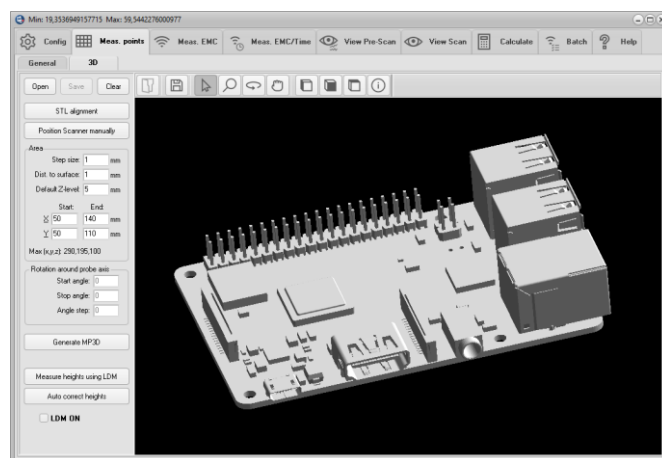 Min: 19,3536949157715 Max: 59,5442276000977
Config Meas. points Meas. EMC Meas. EMC/Time View Pre-Scan View Scan Calculate Batch Help
General 3D
Open Save Clear
STL alignment
Position Scanner manually
Area
Step size: 1 mm
Dist. to surface: 1 mm
Default Z-level: 5 mm
Start: End:
X 50 140 mm
Y 50 110 mm
Max (x,y,z): 290,195,100
Rotation around probe axis
Start angle: 0
Stop angle: 0
Angle step: 0
Generate MP3D
Measure heights using LDM
Auto correct heights
LDM ON